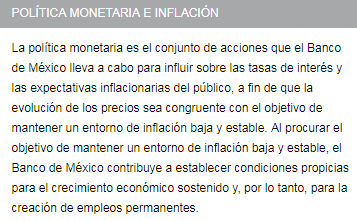 POLÍTICA MONETARIA E INFLACIÓN
La política monetaria es el conjunto de acciones que el Banco
de México lleva a cabo para influir sobre las tasas de interés y
las expectativas inflacionarias del público, a fin de que la
evolución de los precios sea congruente con el objetivo de
mantener un entorno de inflación baja y estable. Al procurar el
objetivo de mantener un entorno de inflación baja y estable, el
Banco de México contribuye a establecer condiciones propicias
para el crecimiento económico sostenido y, por lo tanto, para la
creación de empleos permanentes.